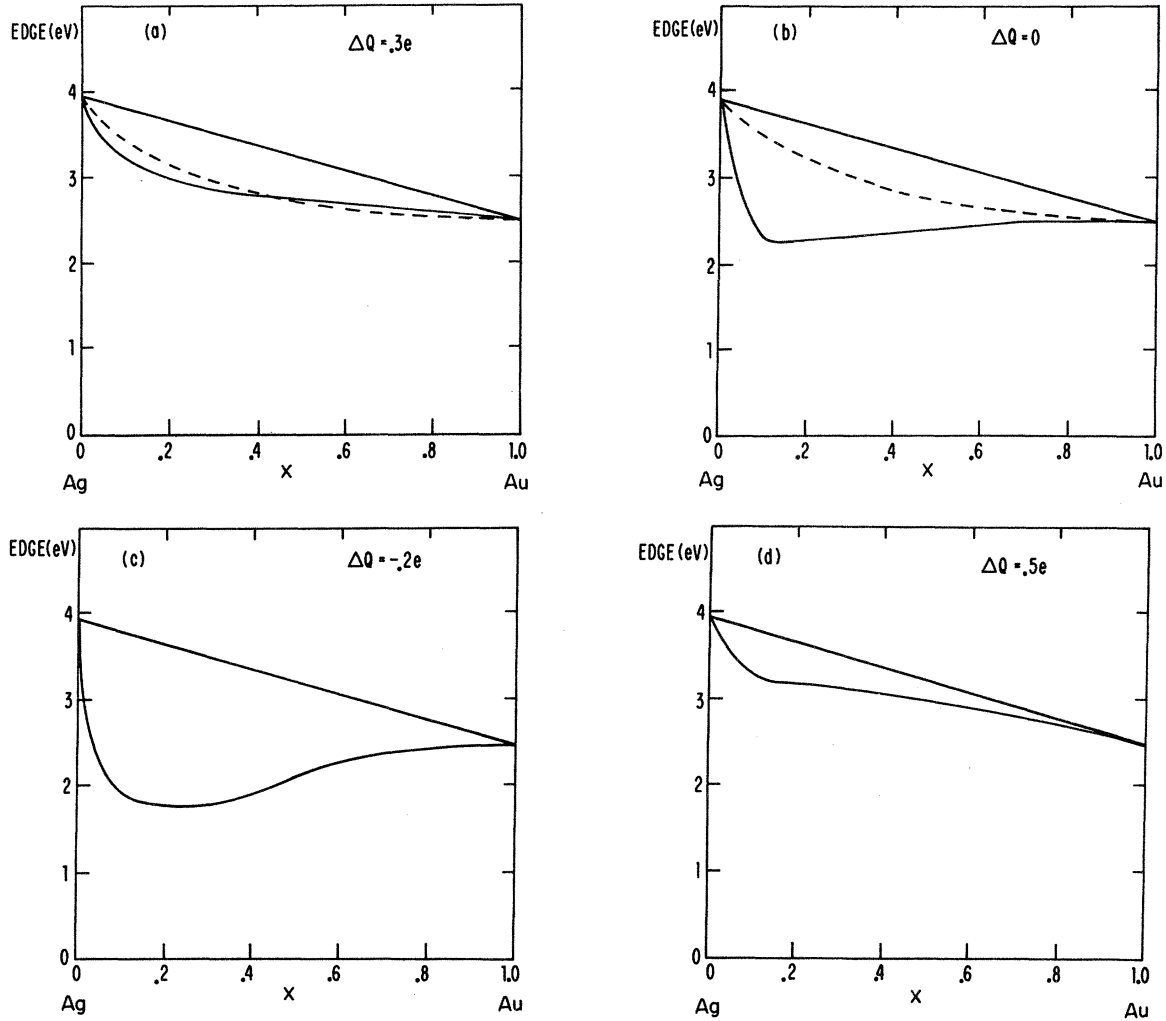 EDGE(eV)
(a)
ΔQ = .3e
4
3
2
1
0
0
.2
.4
.6
.8
1.0
X
Ag
Au
EDGE(eV)
(b)
ΔQ = 0
4
3
2
1
0
0
.2
.4
.6
.8
1.0
X
Ag
Au
EDGE(eV)
(c)
ΔQ = -.2e
4
3
2
1
0
0
.2
.4
.6
.8
1.0
X
Ag
Au
EDGE(eV)
(d)
ΔQ = .5e
4
3
2
1
0
0
.2
.4
.6
.8
1.0
X
Ag
Au